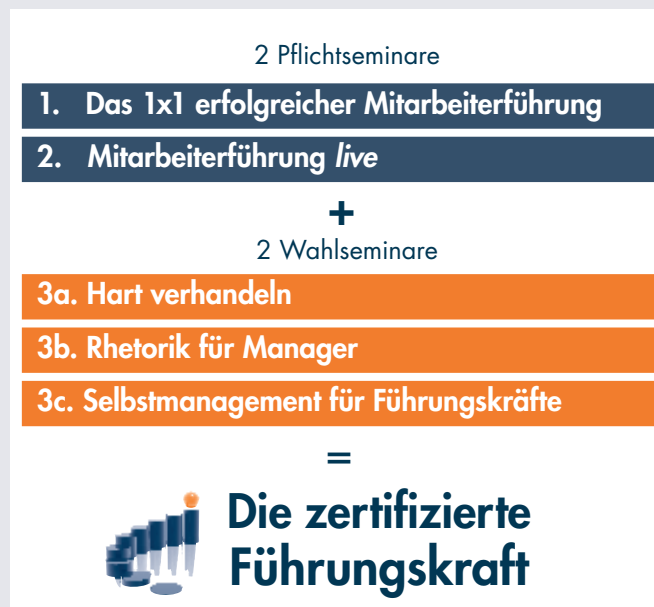 2 Pflichtseminare
1. Das 1x1 erfolgreicher Mitarbeiterführung
2. Mitarbeiterführung live
+
2 Wahlseminare
3a. Hart verhandeln
3b. Rhetorik für Manager
3c. Selbstmanagement für Führungskräfte
=
Die zertifizierte
Führungskraft